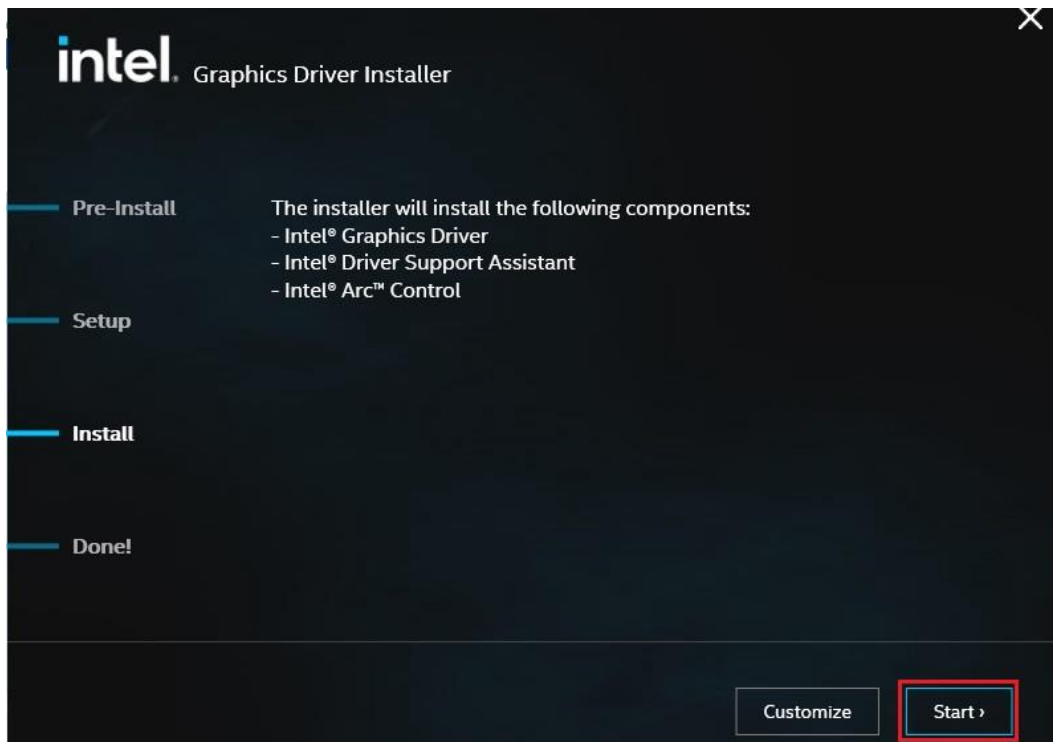 intel. Graphics Driver Installer
Pre-Install
The installer will install the following components:
- Intel® Graphics Driver
- Intel® Driver Support Assistant
- Intel® Arc™ Control
Setup
Install
Done!
Customize
Start ›